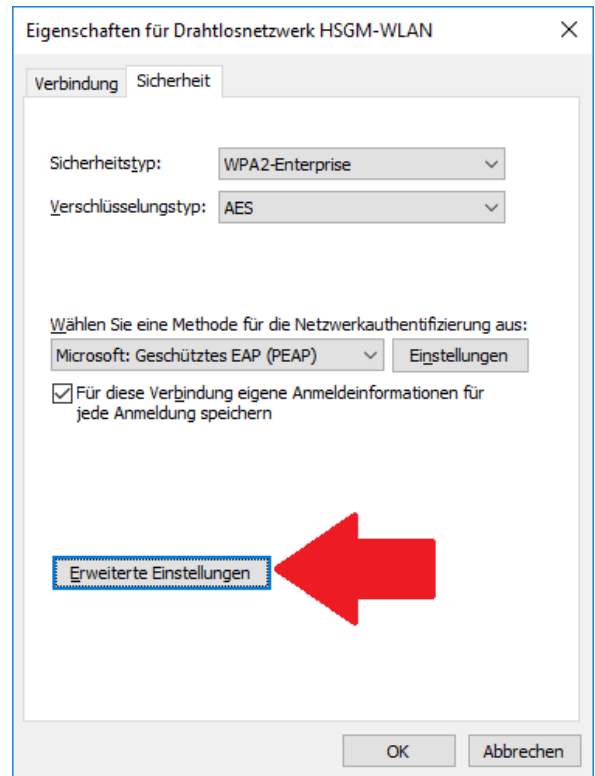 Eigenschaften für Drahtlosnetzwerk HSGM-WLAN
Verbindung Sicherheit
Sicherheitstyp: WPA2-Enterprise
Verschlüsselungstyp: AES
Wählen Sie eine Methode für die Netzwerkauthentifizierung aus:
Microsoft: Geschütztes EAP (PEAP) Einstellungen
Für diese Verbindung eigene Anmeldeinformationen für
jede Anmeldung speichern
Erweiterte Einstellungen
OK Abbrechen